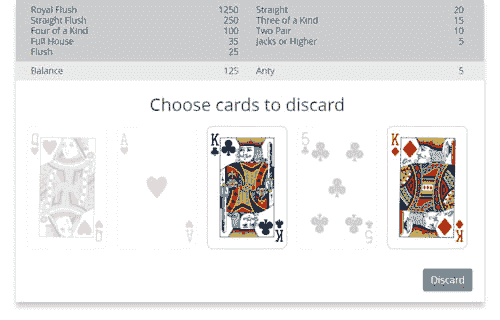 Royal Flush 1250 Straight 20
Straight Flush 250 Three of a Kind 15
Four of a Kind 100 Two Pair 10
Full House 35 Jacks or Higher 5
Flush 25
Balance 125 Anty 5
Choose cards to discard
Q A K 5 K
Q A K 5 K
Discard